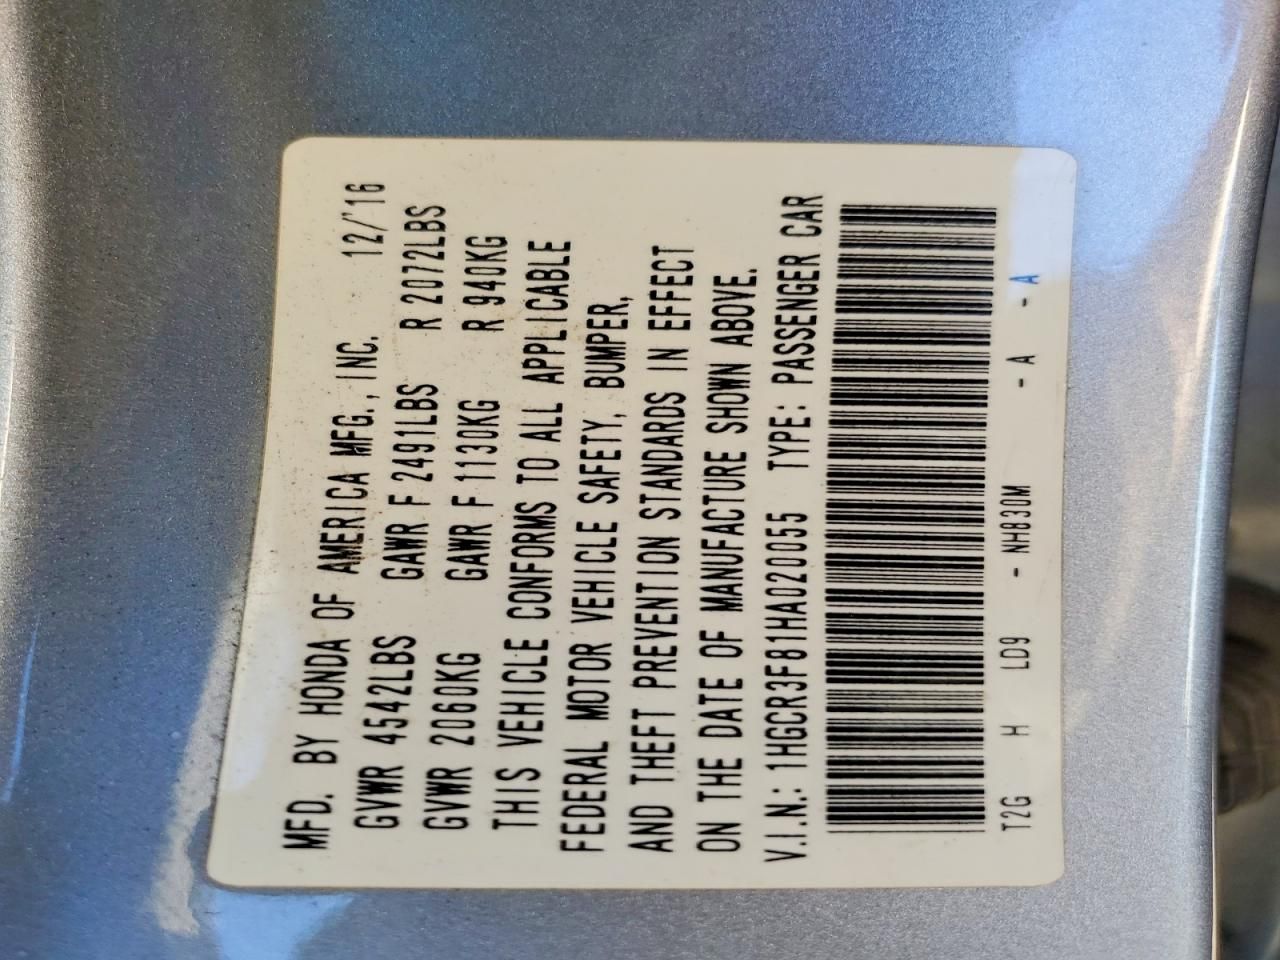 MFD. BY HONDA OF AMERICA MFG., INC. 12/'16
GVWR 4542LBS GAWR F 2491LBS R 2072LBS
GVWR 2060KG GAWR F 1130KG R 940KG
THIS VEHICLE CONFORMS TO ALL APPLICABLE
FEDERAL MOTOR VEHICLE SAFETY, BUMPER,
AND THEFT PREVENTION STANDARDS IN EFFECT
ON THE DATE OF MANUFACTURE SHOWN ABOVE.
V.I.N.: 1HGCR3F81HA020055 TYPE: PASSENGER CAR
T2G H LD9 - NH830M - A - A